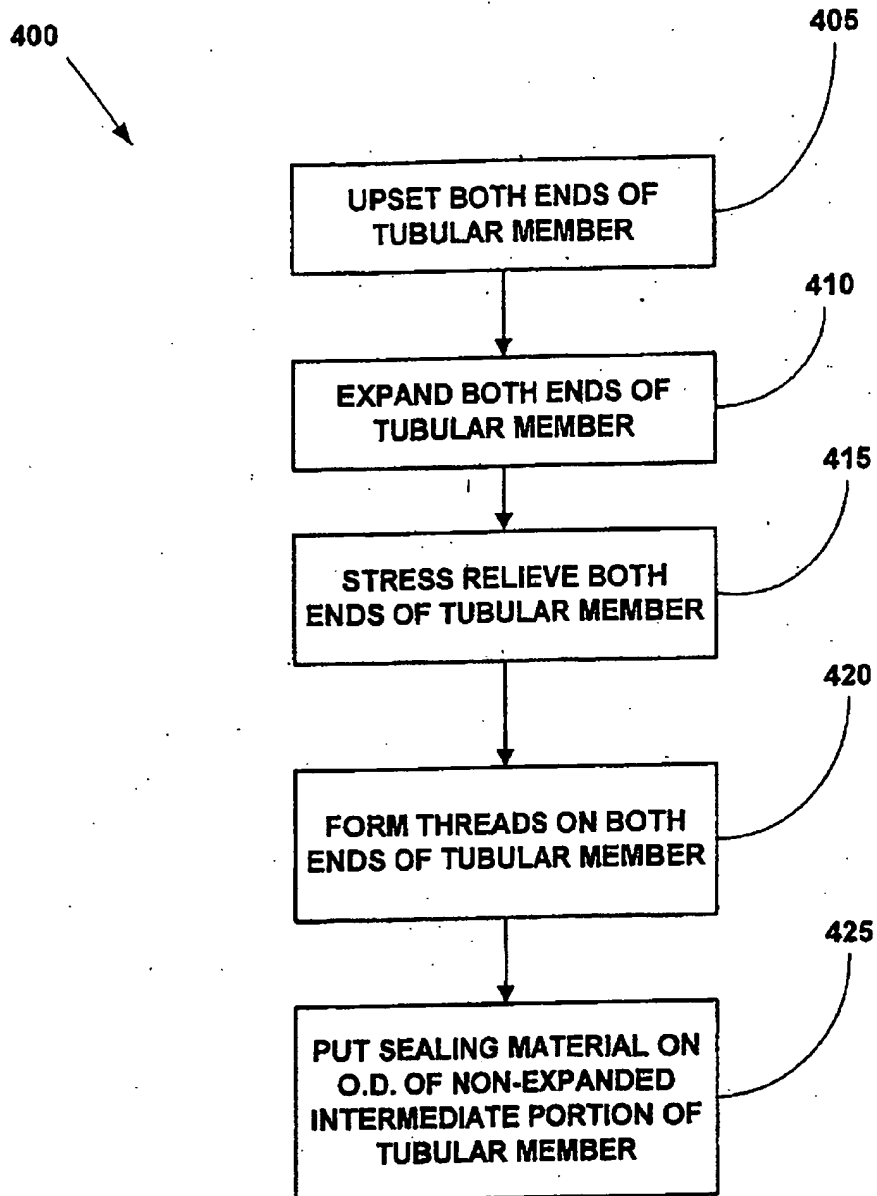 400
405
UPSET BOTH ENDS OF
TUBULAR MEMBER
410
EXPAND BOTH ENDS OF
TUBULAR MEMBER
415
STRESS RELIEVE BOTH
ENDS OF TUBULAR MEMBER
420
FORM THREADS ON BOTH
ENDS OF TUBULAR MEMBER
425
PUT SEALING MATERIAL ON
O.D. OF NON-EXPANDED
INTERMEDIATE PORTION OF
TUBULAR MEMBER